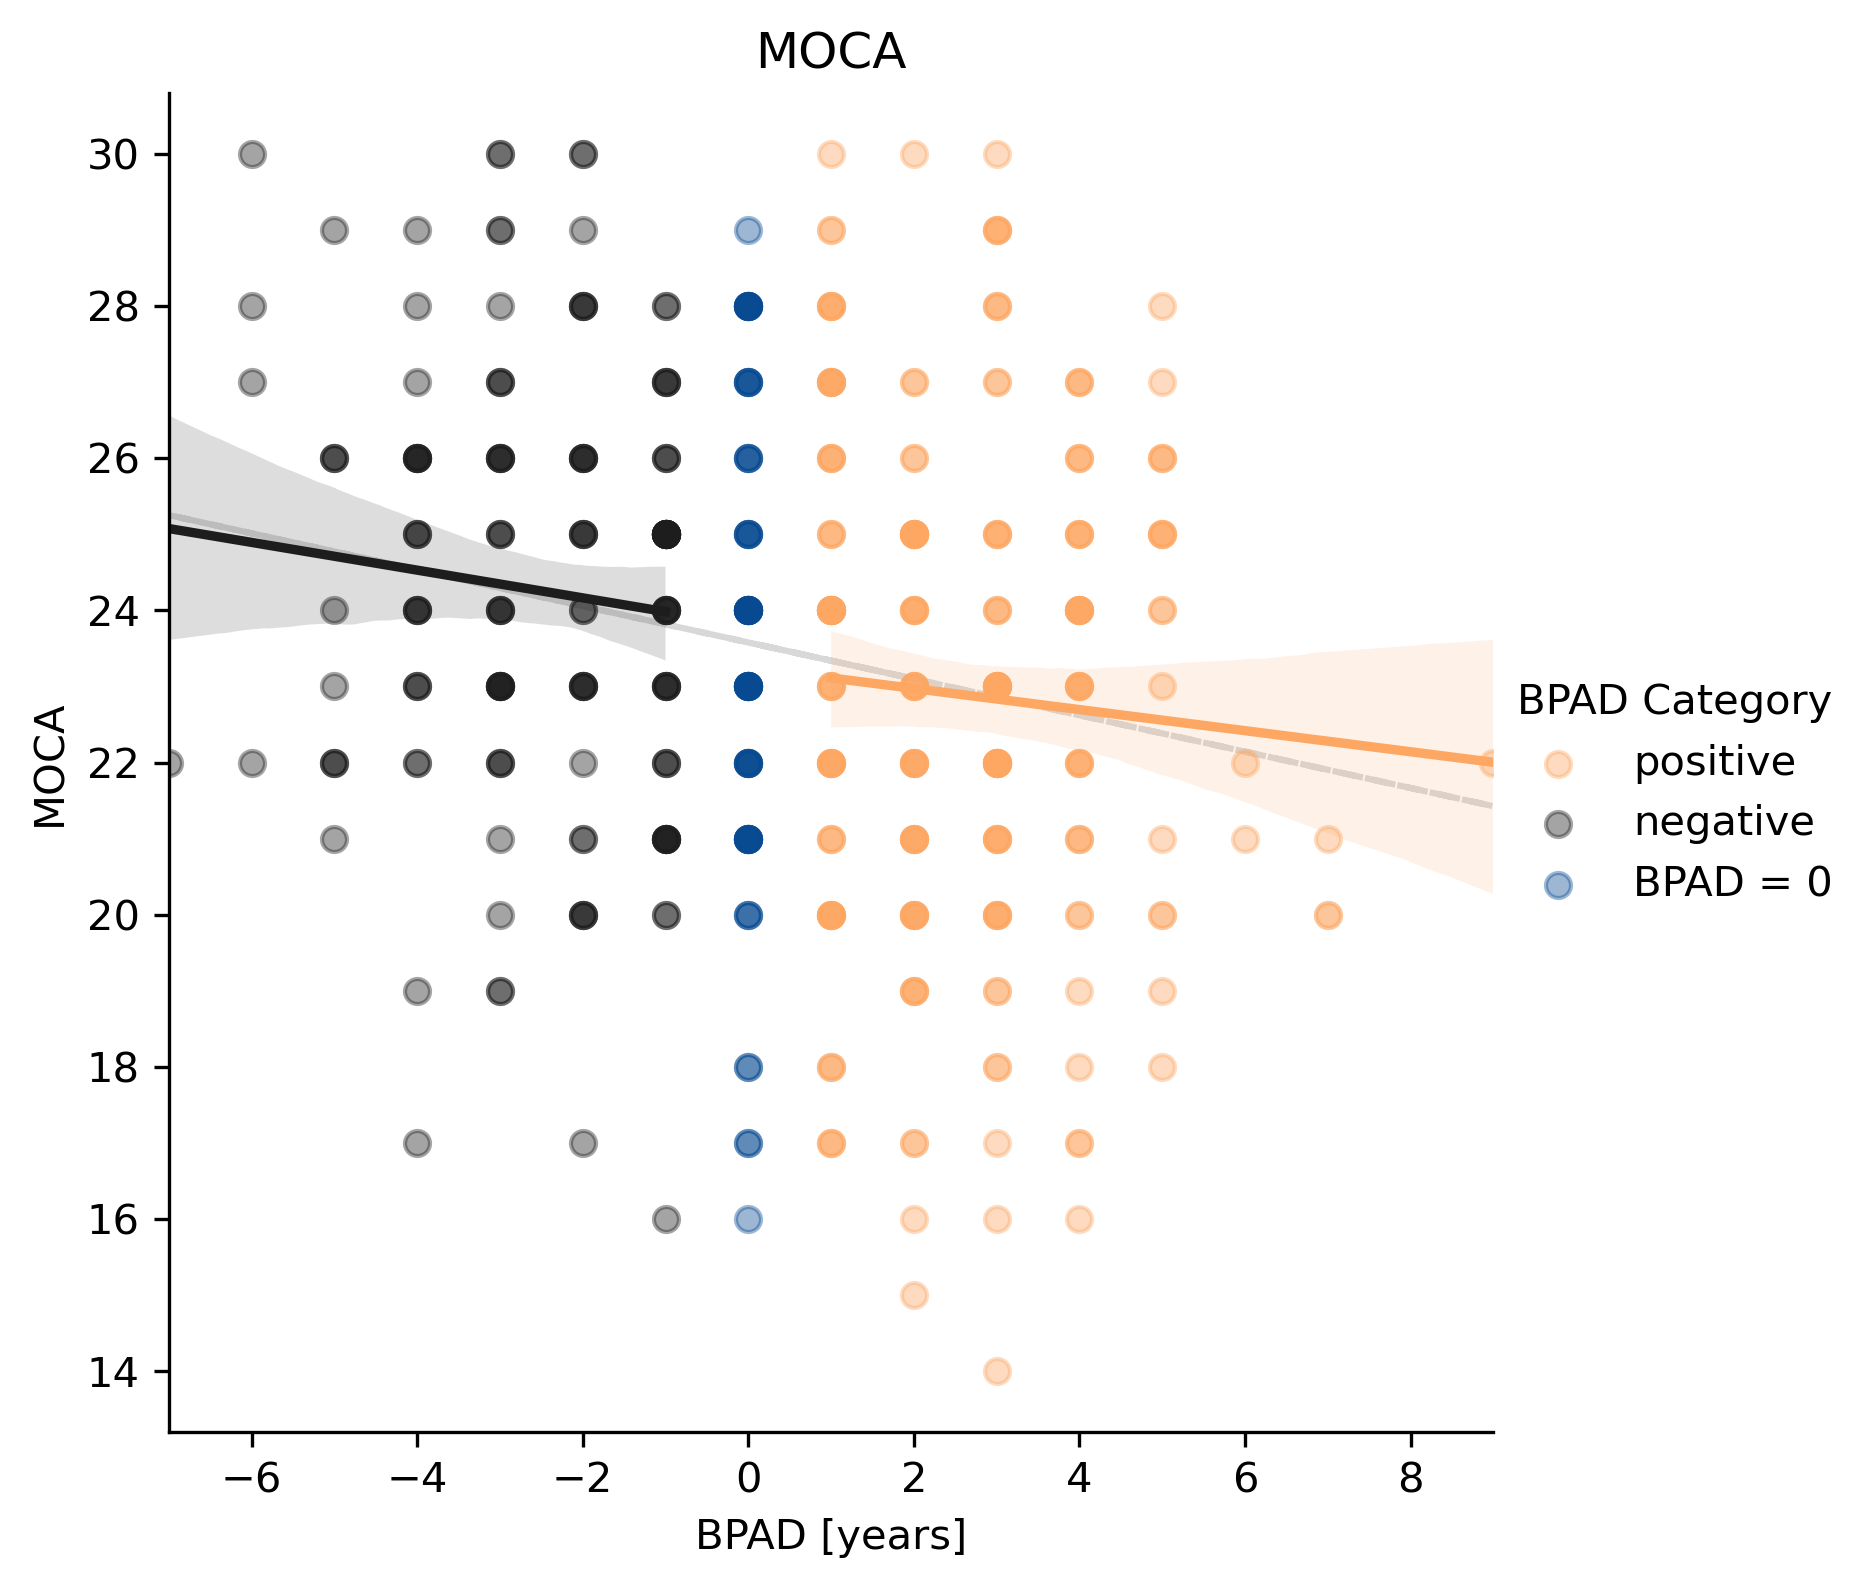 MOCA
30
28
26
24
22
20
18
16
14
MOCA
−6 −4 −2 0 2 4 6 8
BPAD [years]
BPAD Category
positive
negative
BPAD = 0